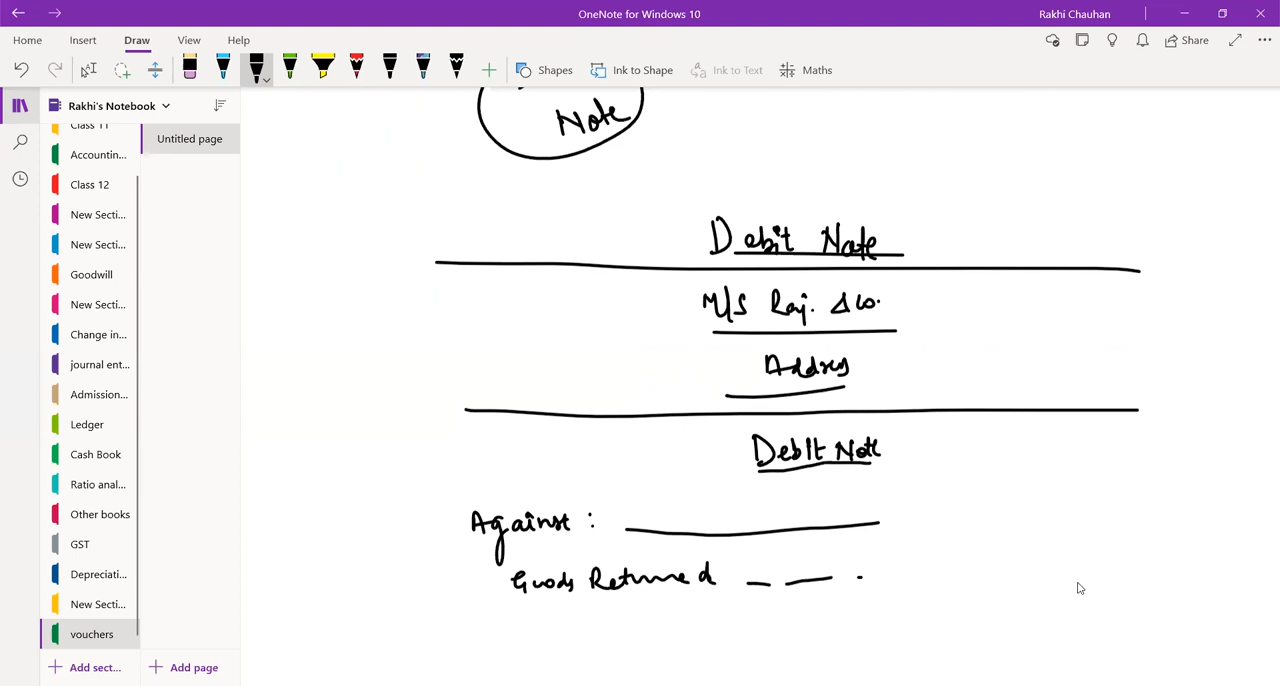 OneNote for Windows 10
Rakhi Chauhan
Home
Insert
Draw
View
Help
Share
Shapes
Ink to Shape
Ink to Text
Maths
Rakhi's Notebook
Class 11
Accountin...
Class 12
New Secti...
New Secti...
Goodwill
New Secti...
Change in...
journal ent...
Admission...
Ledger
Cash Book
Ratio anal...
Other books
GST
Depreciati...
New Secti...
vouchers
Add sect...
Untitled page
Add page
Note
Debit Note
M/S Raj. & Co.
Addres
Debit Note
Against :
Goods Returned